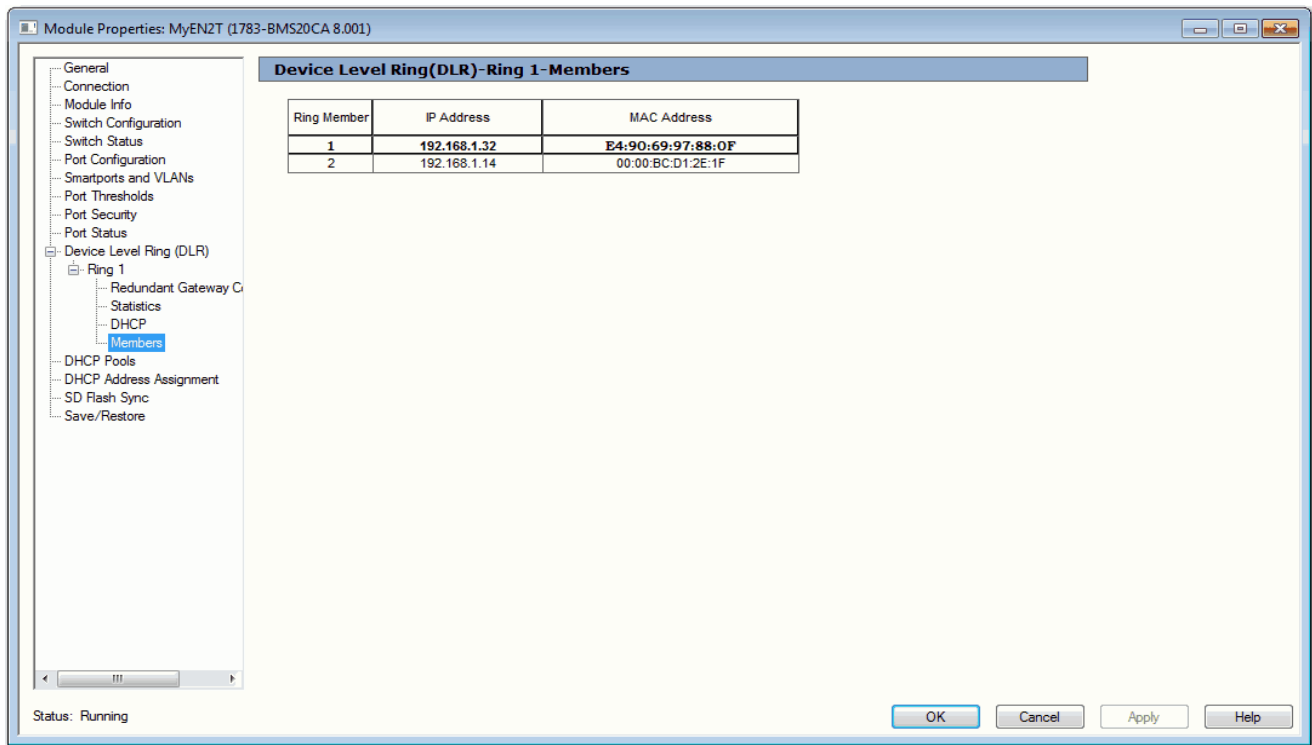 Module Properties: MyEN2T (1783-BMS20CA 8.001)
General
Connection
Module Info
Switch Configuration
Switch Status
Port Configuration
Smartports and VLANs
Port Thresholds
Port Security
Port Status
Device Level Ring (DLR)
Ring 1
Redundant Gateway
Statistics
DHCP
Members
DHCP Pools
DHCP Address Assignment
SD Flash Sync
Save/Restore
Device Level Ring(DLR)-Ring 1-Members
Ring Member IP Address MAC Address
1 192.168.1.32 E4:90:69:97:88:0F
2 192.168.1.14 00:00:BC:D1:2E:1F
Status: Running
OK Cancel Apply Help